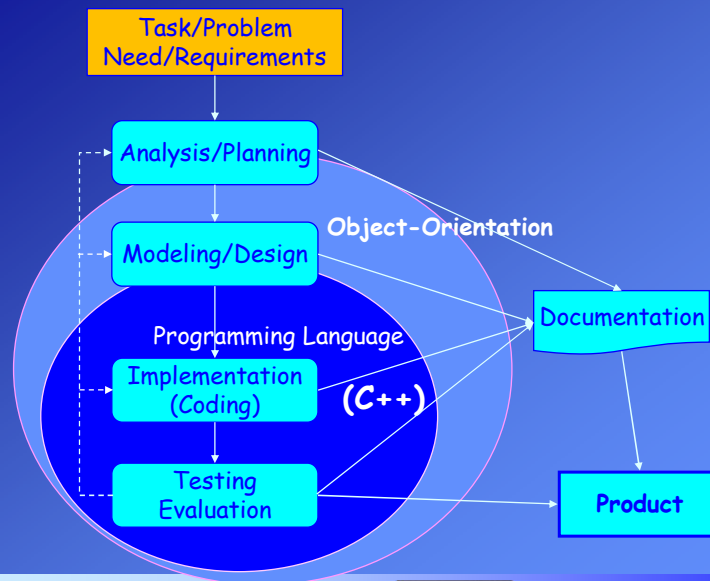 Task/Problem
Need/Requirements
Analysis/Planning
Object-Orientation
Modeling/Design
Documentation
Programming Language
Implementation
(Coding)
(C++)
Testing
Evaluation
Product